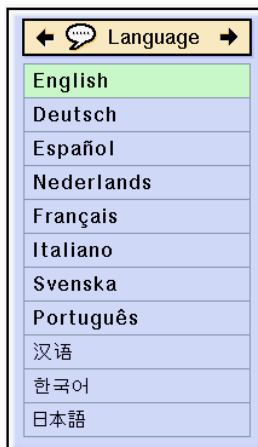 Language
English
Deutsch
Español
Nederlands
Français
Italiano
Svenska
Português
汉语
한국어
日本語